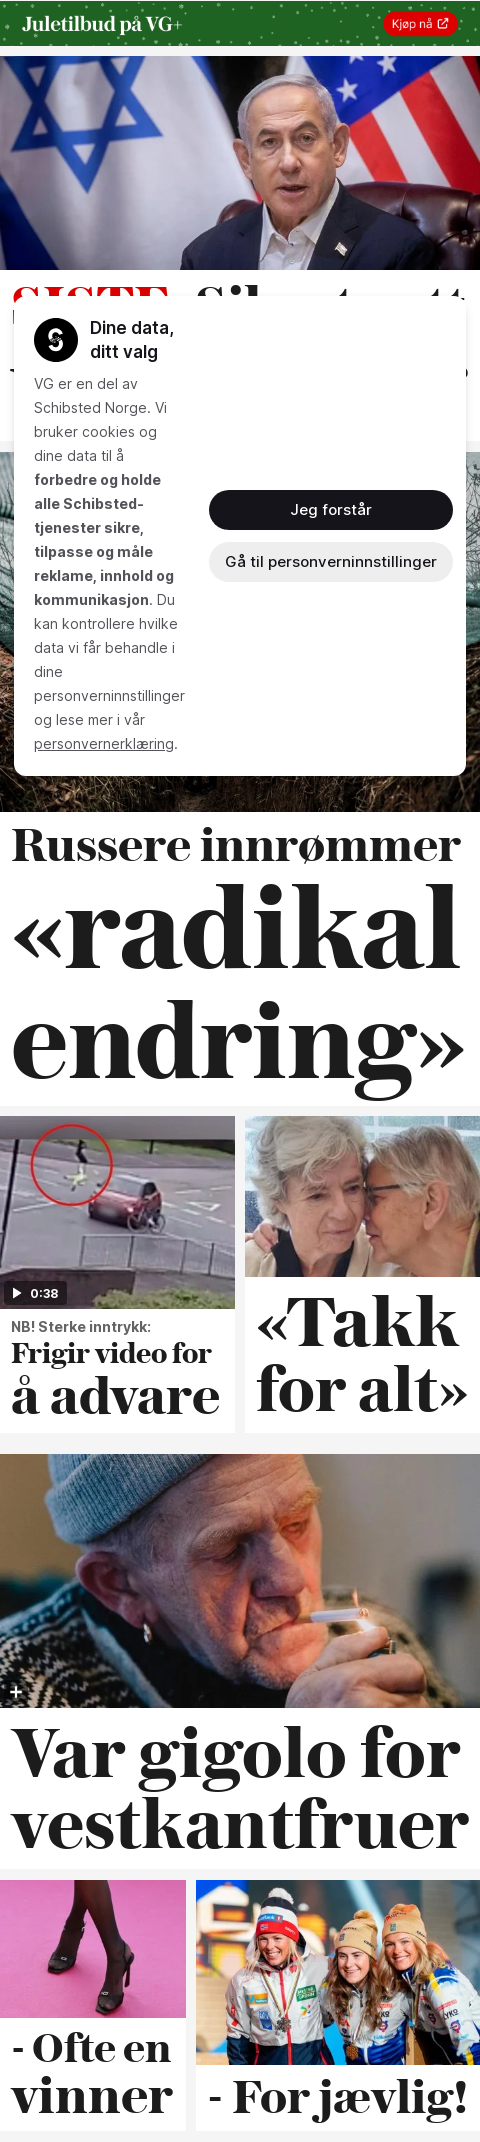 Juletilbud på VG+
Kjøp nå
SISTE
Dine data,
ditt valg
VG er en del av
Schibsted Norge. Vi
bruker cookies og
dine data til å
forbedre og holde
alle Schibsted-
tjenester sikre,
tilpasse og måle
reklame, innhold og
kommunikasjon. Du
kan kontrollere hvilke
data vi får behandle i
dine
personverninnstillinger
og lese mer i vår
personvernerklæring.
Jeg forstår
Gå til personverninnstillinger
Russere innrømmer
«radikal
endring»
0:38
NB! Sterke inntrykk:
Frigir video for
å advare
«Takk
for alt»
Var gigolo for
vestkantfruer
- Ofte en
vinner
- For jævlig!